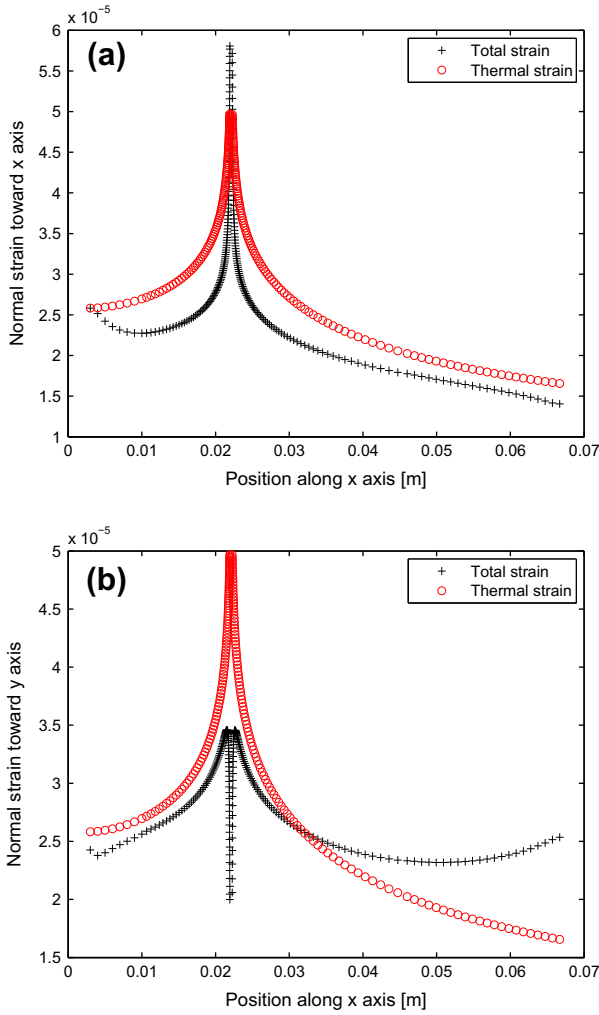 x 10⁻⁵
(a)
+ Total strain
○ Thermal strain
Normal strain toward x axis
6
5.5
5
4.5
4
3.5
3
2.5
2
1.5
1
0 0.01 0.02 0.03 0.04 0.05 0.06 0.07
Position along x axis [m]
x 10⁻⁵
(b)
+ Total strain
○ Thermal strain
Normal strain toward y axis
5
4.5
4
3.5
3
2.5
2
1.5
0 0.01 0.02 0.03 0.04 0.05 0.06 0.07
Position along x axis [m]